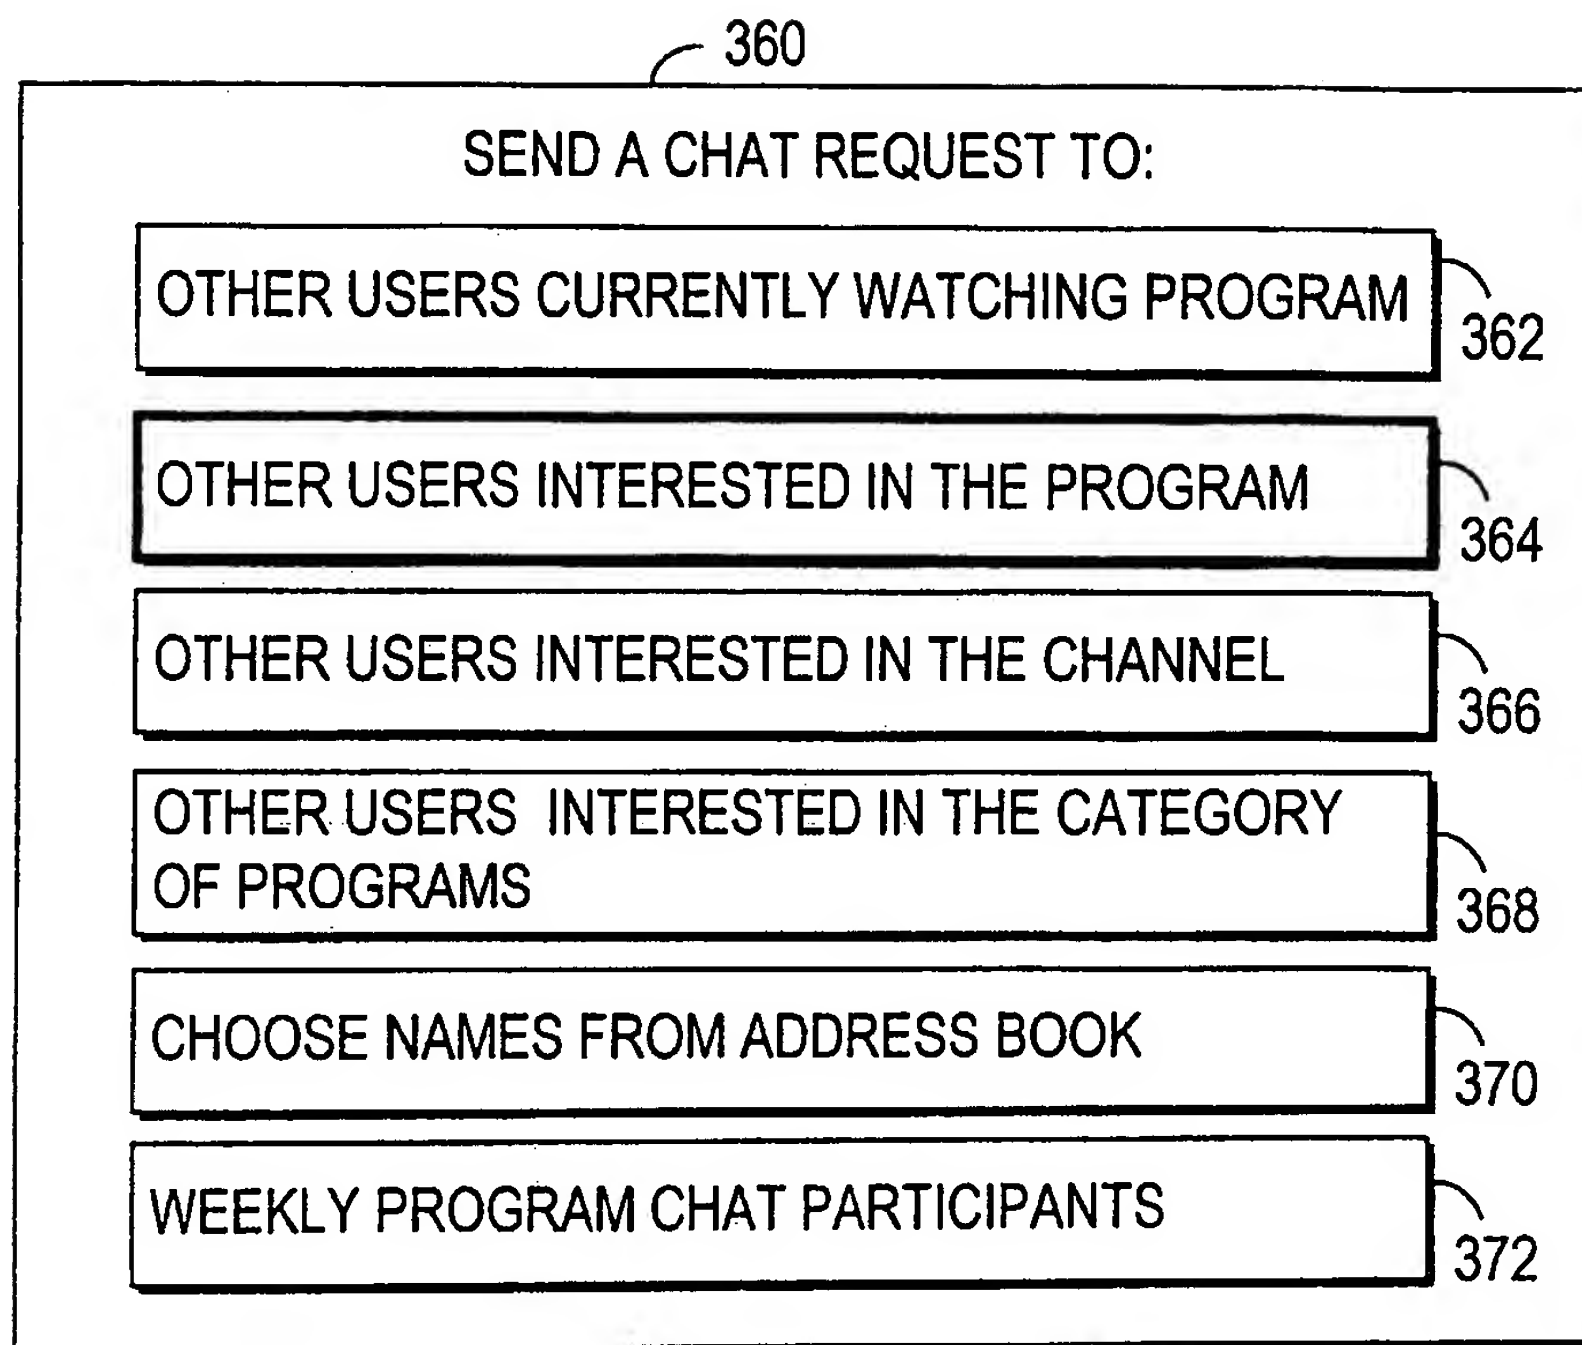 360
SEND A CHAT REQUEST TO:
OTHER USERS CURRENTLY WATCHING PROGRAM
362
OTHER USERS INTERESTED IN THE PROGRAM
364
OTHER USERS INTERESTED IN THE CHANNEL
366
OTHER USERS INTERESTED IN THE CATEGORY
OF PROGRAMS
368
CHOOSE NAMES FROM ADDRESS BOOK
370
WEEKLY PROGRAM CHAT PARTICIPANTS
372